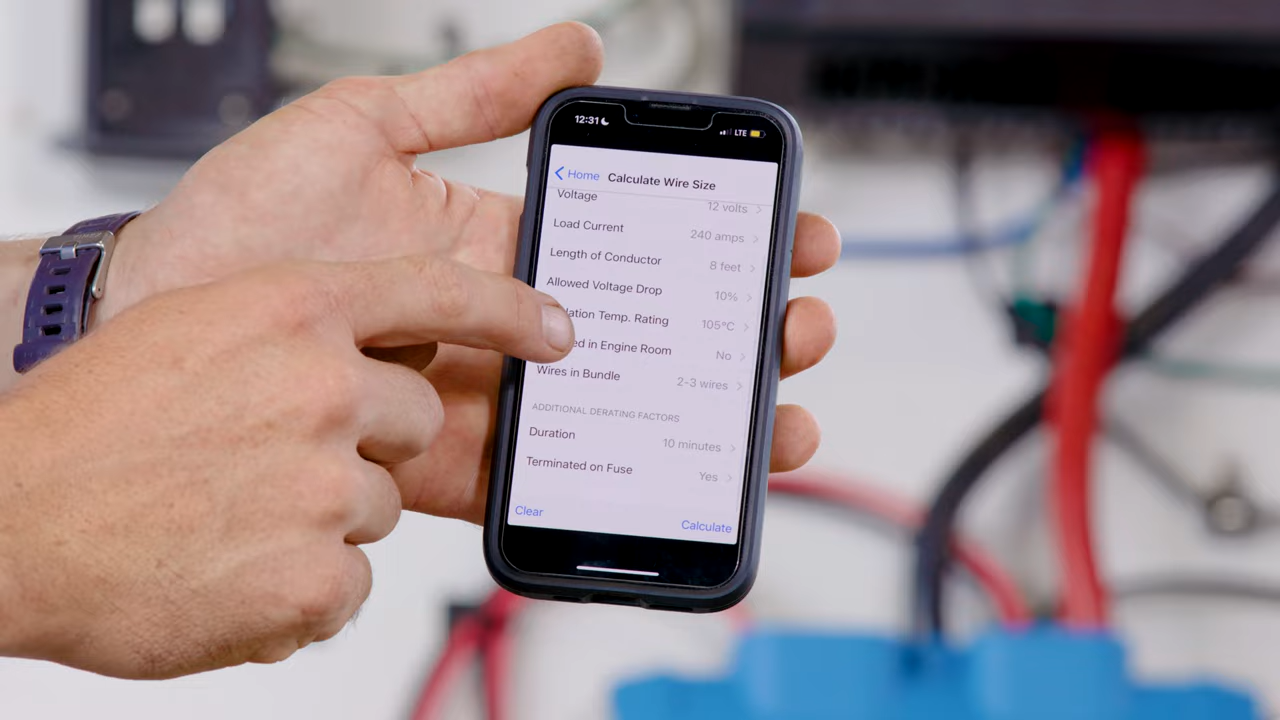 12:31 LTE
Home Calculate Wire Size
Voltage 12 volts
Load Current 240 amps
Length of Conductor 8 feet
Allowed Voltage Drop 10%
Temp. Rating 105°C
in Engine Room No
Wires in Bundle 2-3 wires
ADDITIONAL DERATING FACTORS
Duration 10 minutes
Terminated on Fuse Yes
Clear Calculate